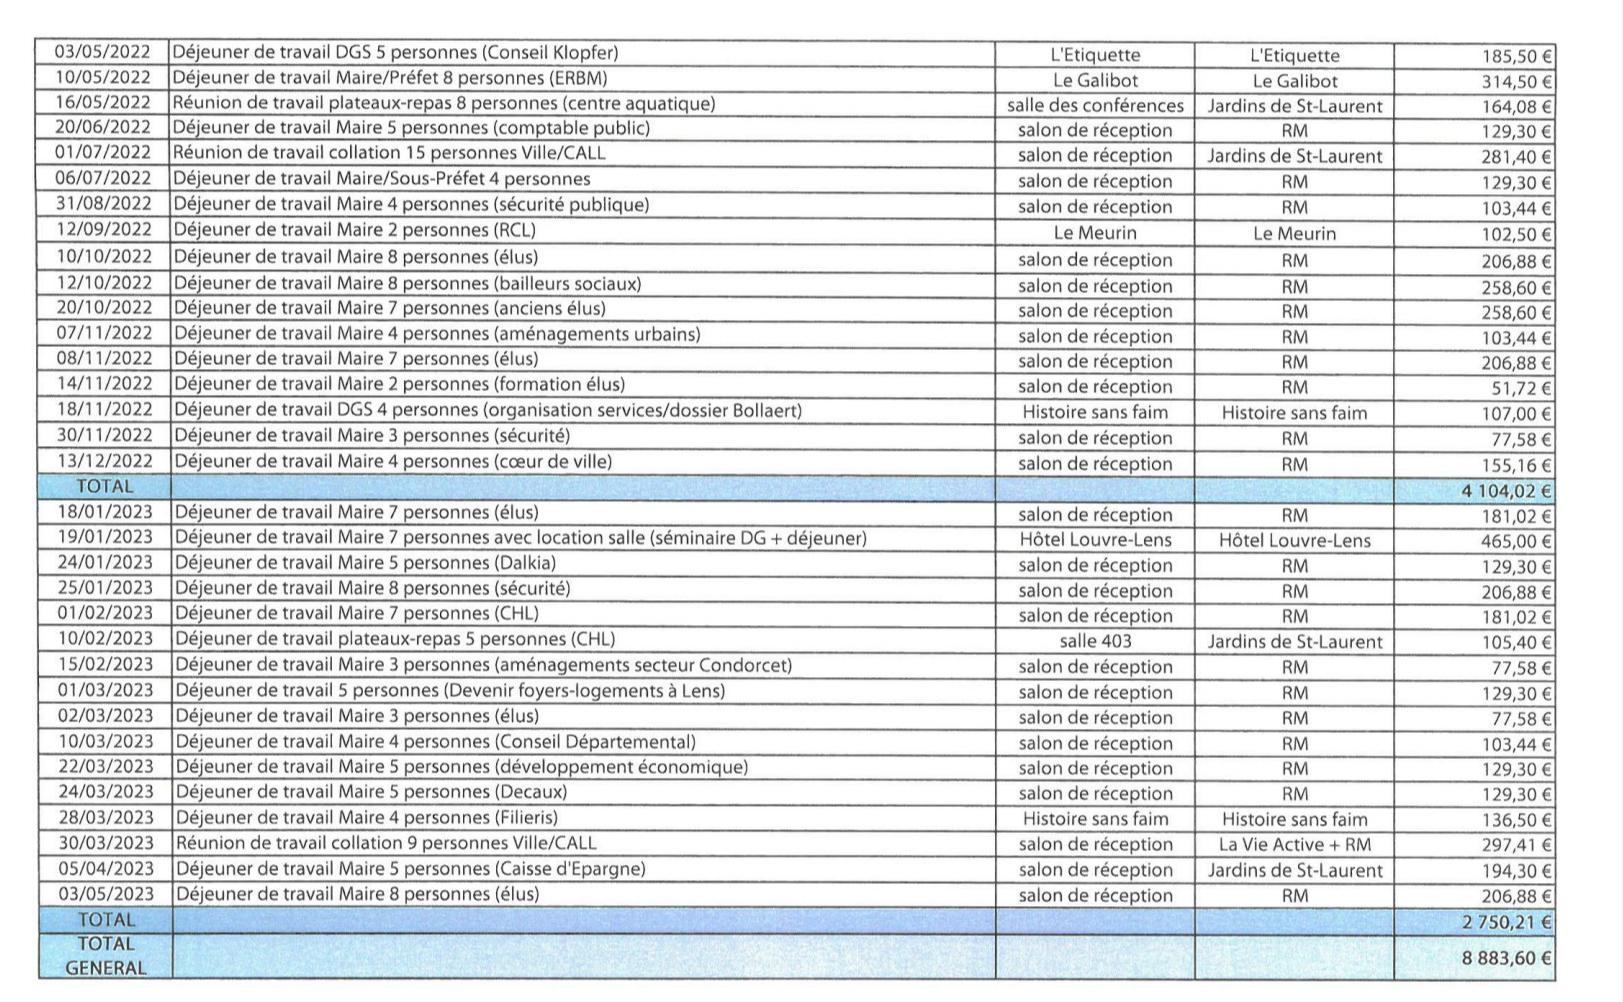 03/05/2022 Déjeuner de travail DGS 5 personnes (Conseil Klopfer) L'Etiquette L'Etiquette 185,50 €
10/05/2022 Déjeuner de travail Maire/Préfet 8 personnes (ERBM) Le Galibot Le Galibot 314,50 €
16/05/2022 Réunion de travail plateaux-repas 8 personnes (centre aquatique) salle des conférences Jardins de St-Laurent 164,08 €
20/06/2022 Déjeuner de travail Maire 5 personnes (comptable public) salon de réception RM 129,30 €
01/07/2022 Réunion de travail collation 15 personnes Ville/CALL salon de réception Jardins de St-Laurent 281,40 €
06/07/2022 Déjeuner de travail Maire/Sous-Préfet 4 personnes salon de réception RM 129,30 €
31/08/2022 Déjeuner de travail Maire 4 personnes (sécurité publique) salon de réception RM 103,44 €
12/09/2022 Déjeuner de travail Maire 2 personnes (RCL) Le Meurin Le Meurin 102,50 €
10/10/2022 Déjeuner de travail Maire 8 personnes (élus) salon de réception RM 206,88 €
12/10/2022 Déjeuner de travail Maire 8 personnes (bailleurs sociaux) salon de réception RM 258,60 €
20/10/2022 Déjeuner de travail Maire 7 personnes (anciens élus) salon de réception RM 258,60 €
07/11/2022 Déjeuner de travail Maire 4 personnes (aménagements urbains) salon de réception RM 103,44 €
08/11/2022 Déjeuner de travail Maire 7 personnes (élus) salon de réception RM 206,88 €
14/11/2022 Déjeuner de travail Maire 2 personnes (formation élus) salon de réception RM 51,72 €
18/11/2022 Déjeuner de travail DGS 4 personnes (organisation services/dossier Bollaert) Histoire sans faim Histoire sans faim 107,00 €
30/11/2022 Déjeuner de travail Maire 3 personnes (sécurité) salon de réception RM 77,58 €
13/12/2022 Déjeuner de travail Maire 4 personnes (cœur de ville) salon de réception RM 155,16 €
TOTAL 4 104,02 €
18/01/2023 Déjeuner de travail Maire 7 personnes (élus) salon de réception RM 181,02 €
19/01/2023 Déjeuner de travail Maire 7 personnes avec location salle (séminaire DG + déjeuner) Hôtel Louvre-Lens Hôtel Louvre-Lens 465,00 €
24/01/2023 Déjeuner de travail Maire 5 personnes (Dalkia) salon de réception RM 129,30 €
25/01/2023 Déjeuner de travail Maire 8 personnes (sécurité) salon de réception RM 206,88 €
01/02/2023 Déjeuner de travail Maire 7 personnes (CHL) salon de réception RM 181,02 €
10/02/2023 Déjeuner de travail plateaux-repas 5 personnes (CHL) salle 403 Jardins de St-Laurent 105,40 €
15/02/2023 Déjeuner de travail Maire 3 personnes (aménagements secteur Condorcet) salon de réception RM 77,58 €
01/03/2023 Déjeuner de travail 5 personnes (Devenir foyers-logements à Lens) salon de réception RM 129,30 €
02/03/2023 Déjeuner de travail Maire 3 personnes (élus) salon de réception RM 77,58 €
10/03/2023 Déjeuner de travail Maire 4 personnes (Conseil Départemental) salon de réception RM 103,44 €
22/03/2023 Déjeuner de travail Maire 5 personnes (développement économique) salon de réception RM 129,30 €
24/03/2023 Déjeuner de travail Maire 5 personnes (Decaux) salon de réception RM 129,30 €
28/03/2023 Déjeuner de travail Maire 4 personnes (Filieris) Histoire sans faim Histoire sans faim 136,50 €
30/03/2023 Réunion de travail collation 9 personnes Ville/CALL salon de réception La Vie Active + RM 297,41 €
05/04/2023 Déjeuner de travail Maire 5 personnes (Caisse d'Epargne) salon de réception Jardins de St-Laurent 194,30 €
03/05/2023 Déjeuner de travail Maire 8 personnes (élus) salon de réception RM 206,88 €
TOTAL 2 750,21 €
TOTAL
GENERAL 8 883,60 €